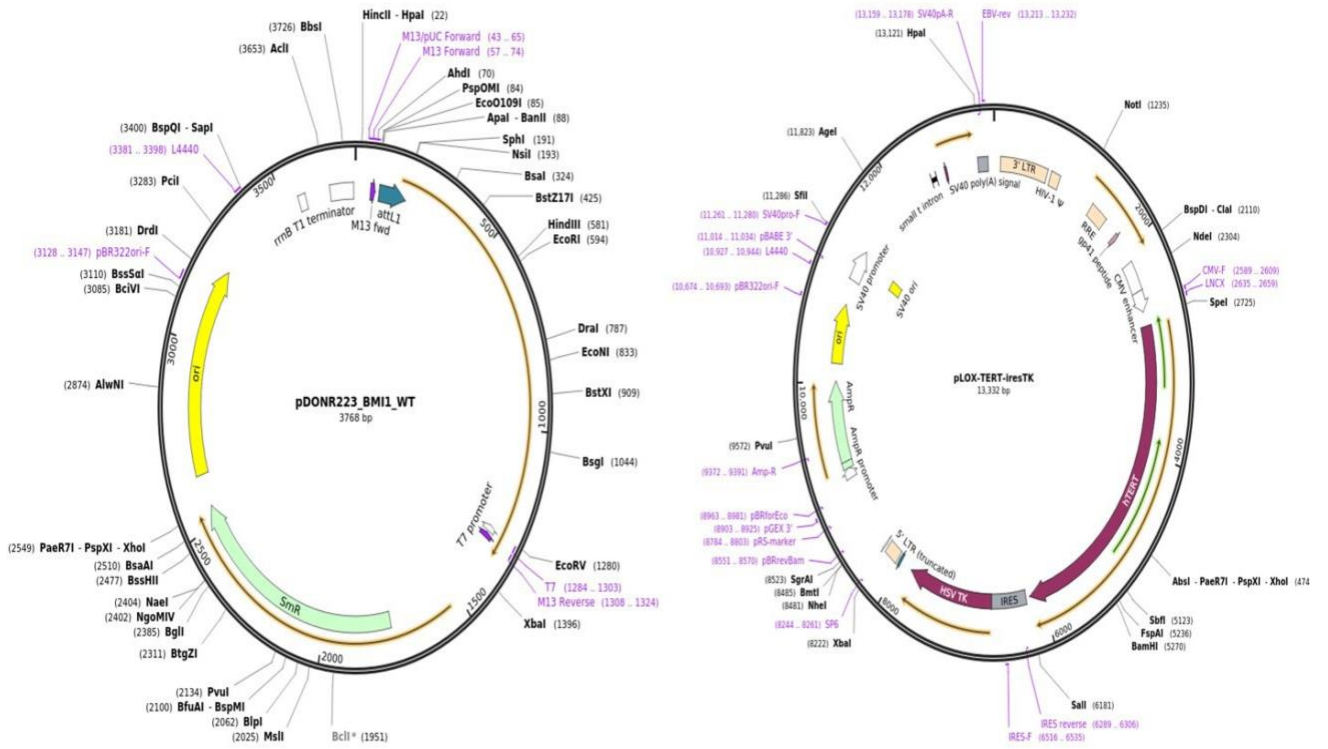 HincII - HpaI (22)
M13/pUC Forward (43 .. 65)
M13 Forward (57 .. 74)
AhdI (70)
PspOMI (84)
EcoO109I (85)
ApaI - BanII (88)
SphI (191)
NsiI (193)
BsaI (324)
BstZ17I (425)
HindIII (581)
EcoRI (594)
DraI (787)
EcoNI (833)
BstXI (909)
BsgI (1044)
EcoRV (1280)
T7 (1284 .. 1303)
M13 Reverse (1308 .. 1324)
XbaI (1396)
BclI* (1951)
(2025) MslI
(2062) BlpI
(2100) BfuAI - BspMI
(2134) PvuI
(2311) BtgZI
(2385) BglI
(2402) NgoMIV
(2404) NaeI
(2477) BssHII
(2510) BsaAI
(2549) PaeR7I - PspXI - XhoI
(2874) AlwNI
(3085) BciVI
(3110) BssSαI
(3128 .. 3147) pBR322ori-F
(3181) DrdI
(3283) PciI
(3381 .. 3398) L4440
(3400) BspQI - SapI
(3653) AclI
(3726) BbsI
rrnB T1 terminator
M13 fwd
attL1
T7 promoter
SmR
ori
500
1000
1500
2000
2500
3000
3500
pDONR223_BMI1_WT
3768 bp
(13,159 .. 13,178) SV40pA-R
EBV-rev (13,213 .. 13,232)
(13,121) HpaI
NotI (1235)
BspDI - ClaI (2110)
NdeI (2304)
CMV-F (2589 .. 2609)
LNCX (2635 .. 2659)
SpeI (2725)
AbsI - PaeR7I - PspXI - XhoI (474
SbfI (5123)
FspAI (5236)
BamHI (5270)
SalI (6181)
IRES reverse (6289 .. 6306)
IRES-F (6516 .. 6535)
(8222) XbaI
(8244 .. 8261) SP6
(8481) NheI
(8485) BmtI
(8523) SgrAI
(8551 .. 8570) pBRrevBam
(8784 .. 8803) pRS-marker
(8903 .. 8925) pGEX 3'
(8963 .. 8981) pBRforEco
(9372 .. 9391) Amp-R
(9572) PvuI
(10,674 .. 10,693) pBR322ori-F
(10,927 .. 10,944) L4440
(11,014 .. 11,034) pBABE 3'
(11,261 .. 11,280) SV40pro-F
(11,286) SfiI
(11,823) AgeI
small t intron
SV40 poly(A) signal
3' LTR
HIV-1 Ψ
RRE
gp41 peptide
CMV enhancer
hTERT
IRES
HSV TK
5' LTR (truncated)
AmpR promoter
AmpR
ori
SV40 ori
SV40 promoter
2000
4000
6000
8000
10,000
12,000
pLOX-TERT-iresTK
13,332 bp